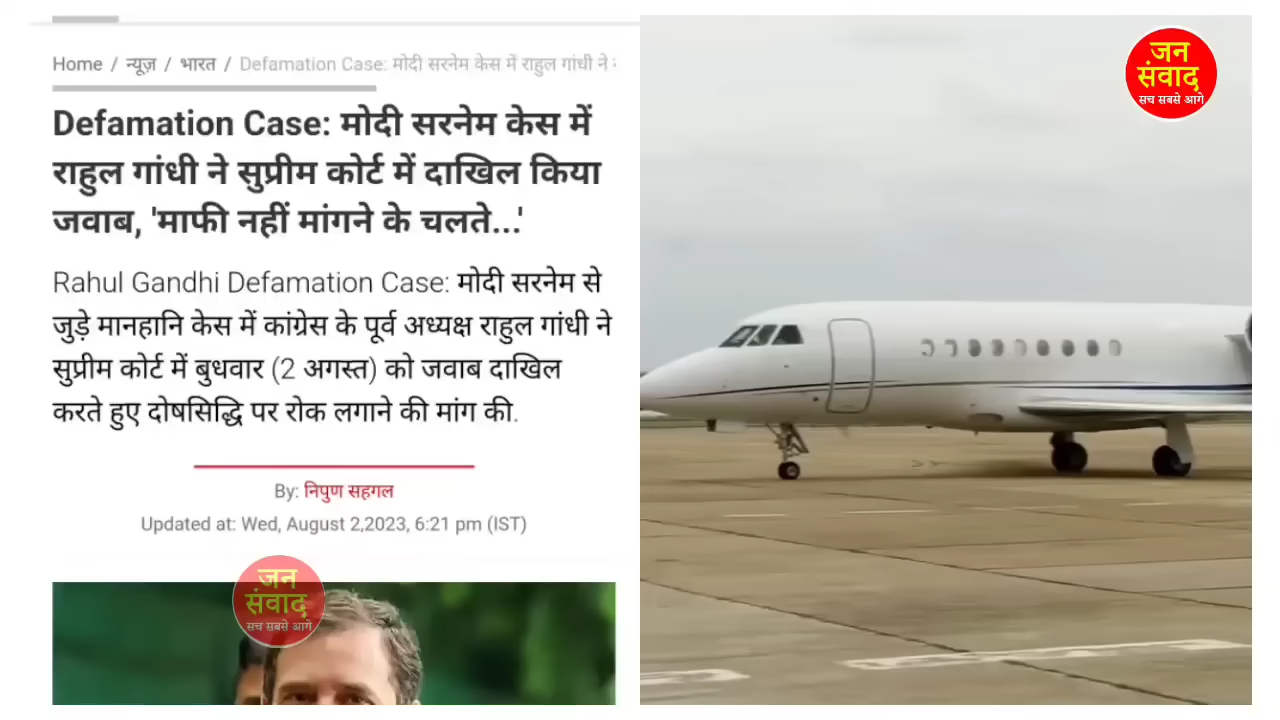 Home / न्यूज़ / भारत / Defamation Case: मोदी सरनेम केस में राहुल गांधी ने
Defamation Case: मोदी सरनेम केस में
राहुल गांधी ने सुप्रीम कोर्ट में दाखिल किया
जवाब, 'माफी नहीं मांगने के चलते...'
Rahul Gandhi Defamation Case: मोदी सरनेम से
जुड़े मानहानि केस में कांग्रेस के पूर्व अध्यक्ष राहुल गांधी ने
सुप्रीम कोर्ट में बुधवार (2 अगस्त) को जवाब दाखिल
करते हुए दोषसिद्धि पर रोक लगाने की मांग की.
By: निपुण सहगल
Updated at: Wed, August 2,2023, 6:21 pm (IST)
जन
संवाद
सच सबसे आगे
जन
संवाद
सच सबसे आगे